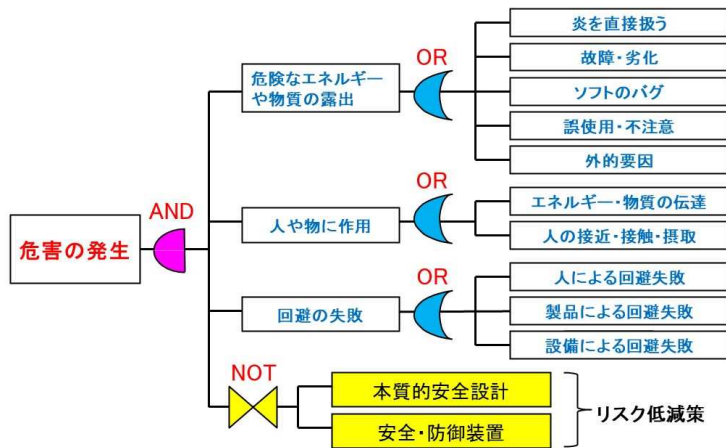 危害の発生
AND
危険なエネルギー
や物質の露出
OR
炎を直接扱う
故障・劣化
ソフトのバグ
誤使用・不注意
外的要因
人や物に作用
OR
エネルギー・物質の伝達
人の接近・接触・摂取
回避の失敗
OR
人による回避失敗
製品による回避失敗
設備による回避失敗
NOT
本質的安全設計
安全・防御装置
リスク低減策